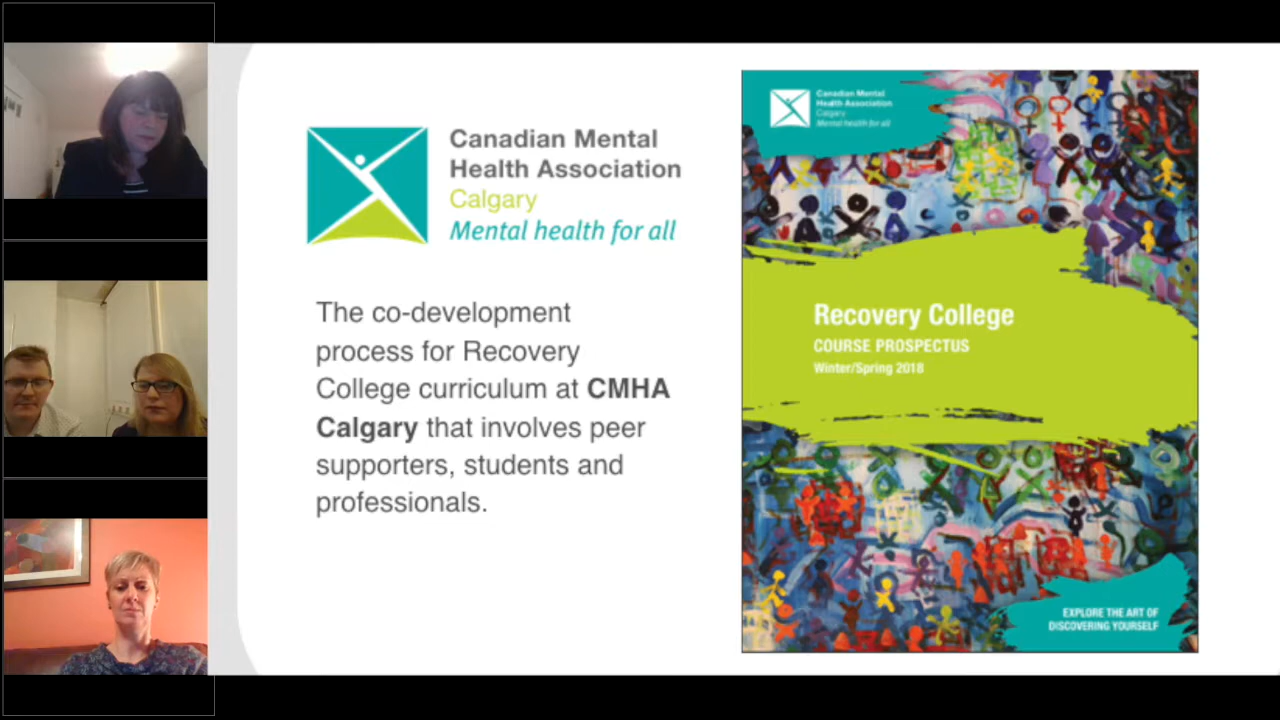 Canadian Mental
Health Association
Calgary
Mental health for all
The co-development
process for Recovery
College curriculum at CMHA
Calgary that involves peer
supporters, students and
professionals.
Canadian Mental
Health Association
Calgary
Mental health for all
Recovery College
COURSE PROSPECTUS
Winter/Spring 2018
EXPLORE THE ART OF
DISCOVERING YOURSELF